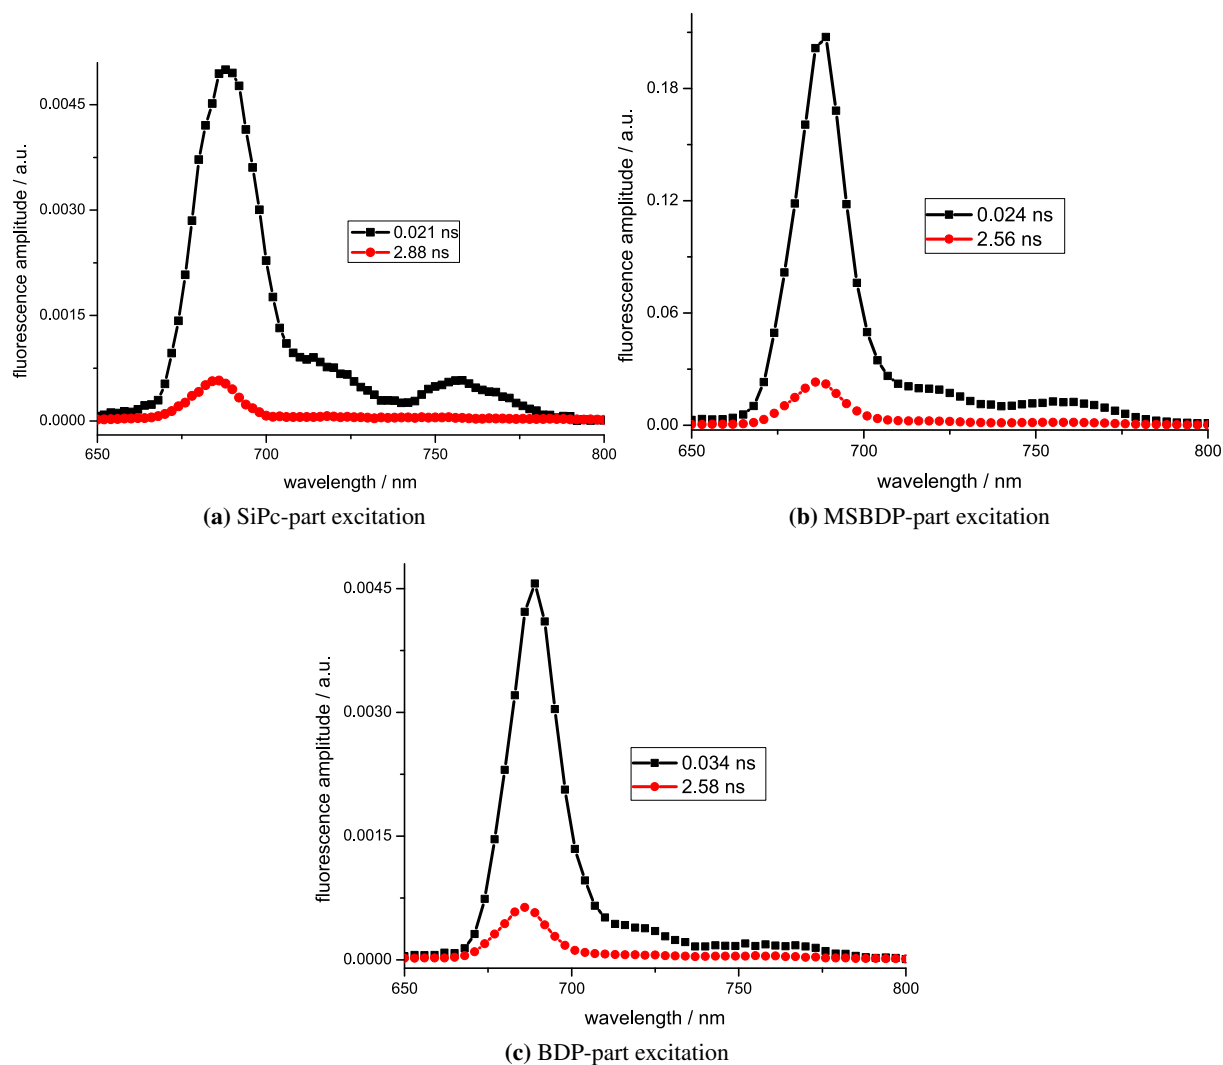 fluorescence amplitude / a.u.
0.0045
0.0030
0.0015
0.0000
650
700
750
800
wavelength / nm
0.021 ns
2.88 ns
(a) SiPc-part excitation
fluorescence amplitude / a.u.
0.18
0.12
0.06
0.00
650
700
750
800
wavelength / nm
0.024 ns
2.56 ns
(b) MSBDP-part excitation
fluorescence amplitude / a.u.
0.0045
0.0030
0.0015
0.0000
650
700
750
800
wavelength / nm
0.034 ns
2.58 ns
(c) BDP-part excitation